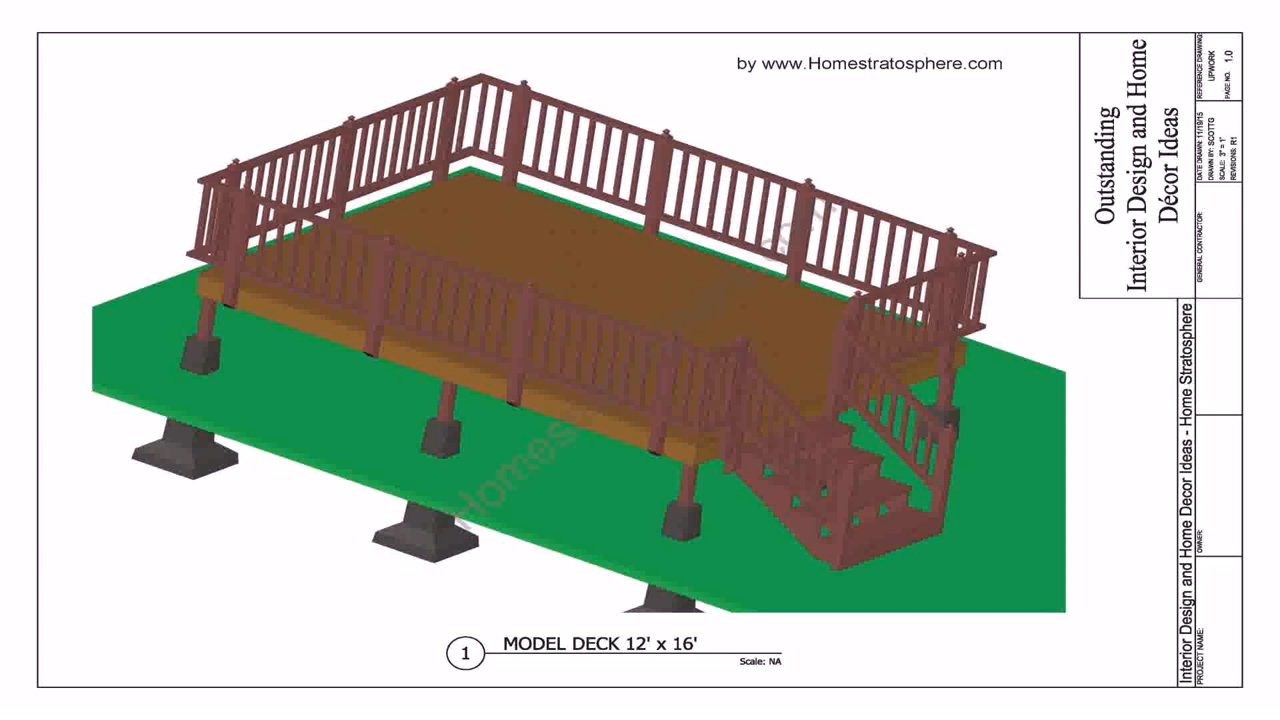 by www.Homestratosphere.com
Outstanding
Interior Design and Home
Décor Ideas
REFERENCE DRAWING:
UPWORK
PAGE NO. 1.0
DATE DRAWN: 11/19/15
DRAWN BY: SCOTTG
SCALE: 3" = 1'
REVISIONS: R1
GENERAL CONTRACTOR:
Interior Design and Home Decor Ideas - Home Stratosphere
OWNER:
PROJECT NAME:
1
MODEL DECK 12' x 16'
Scale: NA